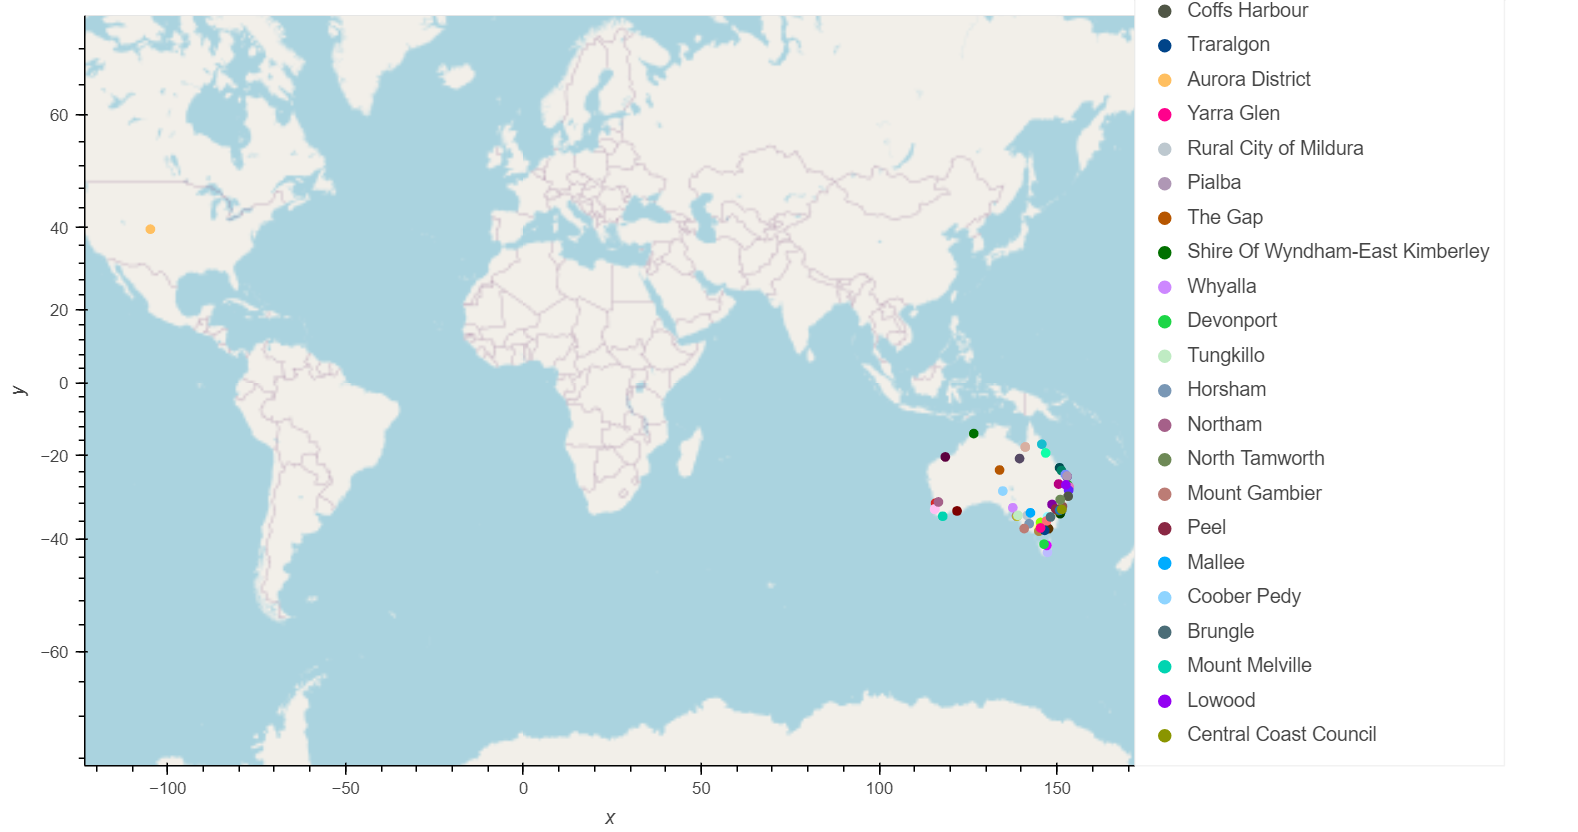 Coffs Harbour
Traralgon
Aurora District
Yarra Glen
Rural City of Mildura
Pialba
The Gap
Shire Of Wyndham-East Kimberley
Whyalla
Devonport
Tungkillo
Horsham
Northam
North Tamworth
Mount Gambier
Peel
Mallee
Coober Pedy
Brungle
Mount Melville
Lowood
Central Coast Council
60
40
20
0
−20
−40
−60
y
−100
−50
0
50
100
150
x